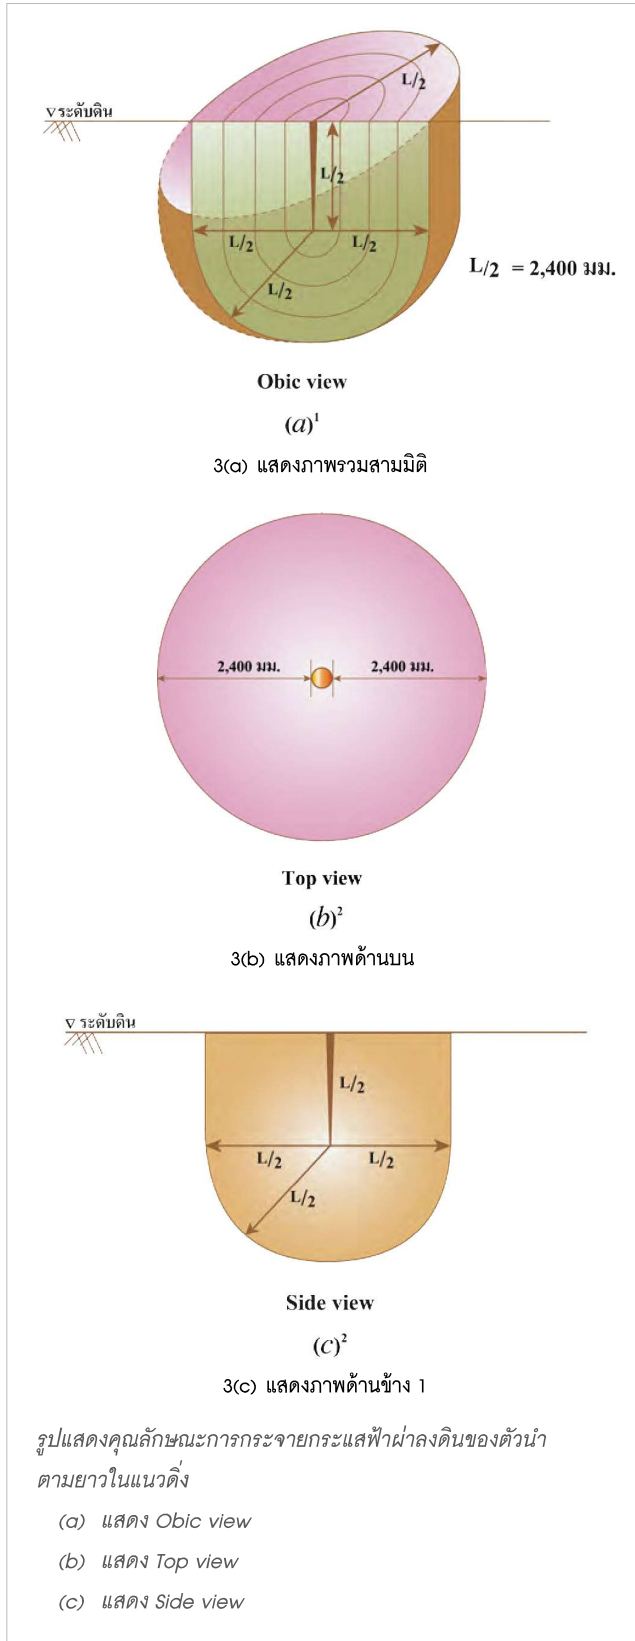 L/2
∇ ระดับดิน
L/2
L/2 L/2
L/2
L/2 = 2,400 มม.
Obic view
(a)¹
3(a) แสดงภาพรวมสามมิติ
2,400 มม. 2,400 มม.
Top view
(b)²
3(b) แสดงภาพด้านบน
∇ ระดับดิน
L/2
L/2 L/2
L/2
Side view
(c)²
3(c) แสดงภาพด้านข้าง 1
รูปแสดงคุณลักษณะการกระจายกระแสฟ้าผ่าลงดินของตัวนำ
ตามยาวในแนวดิ่ง
(a) แสดง Obic view
(b) แสดง Top view
(c) แสดง Side view